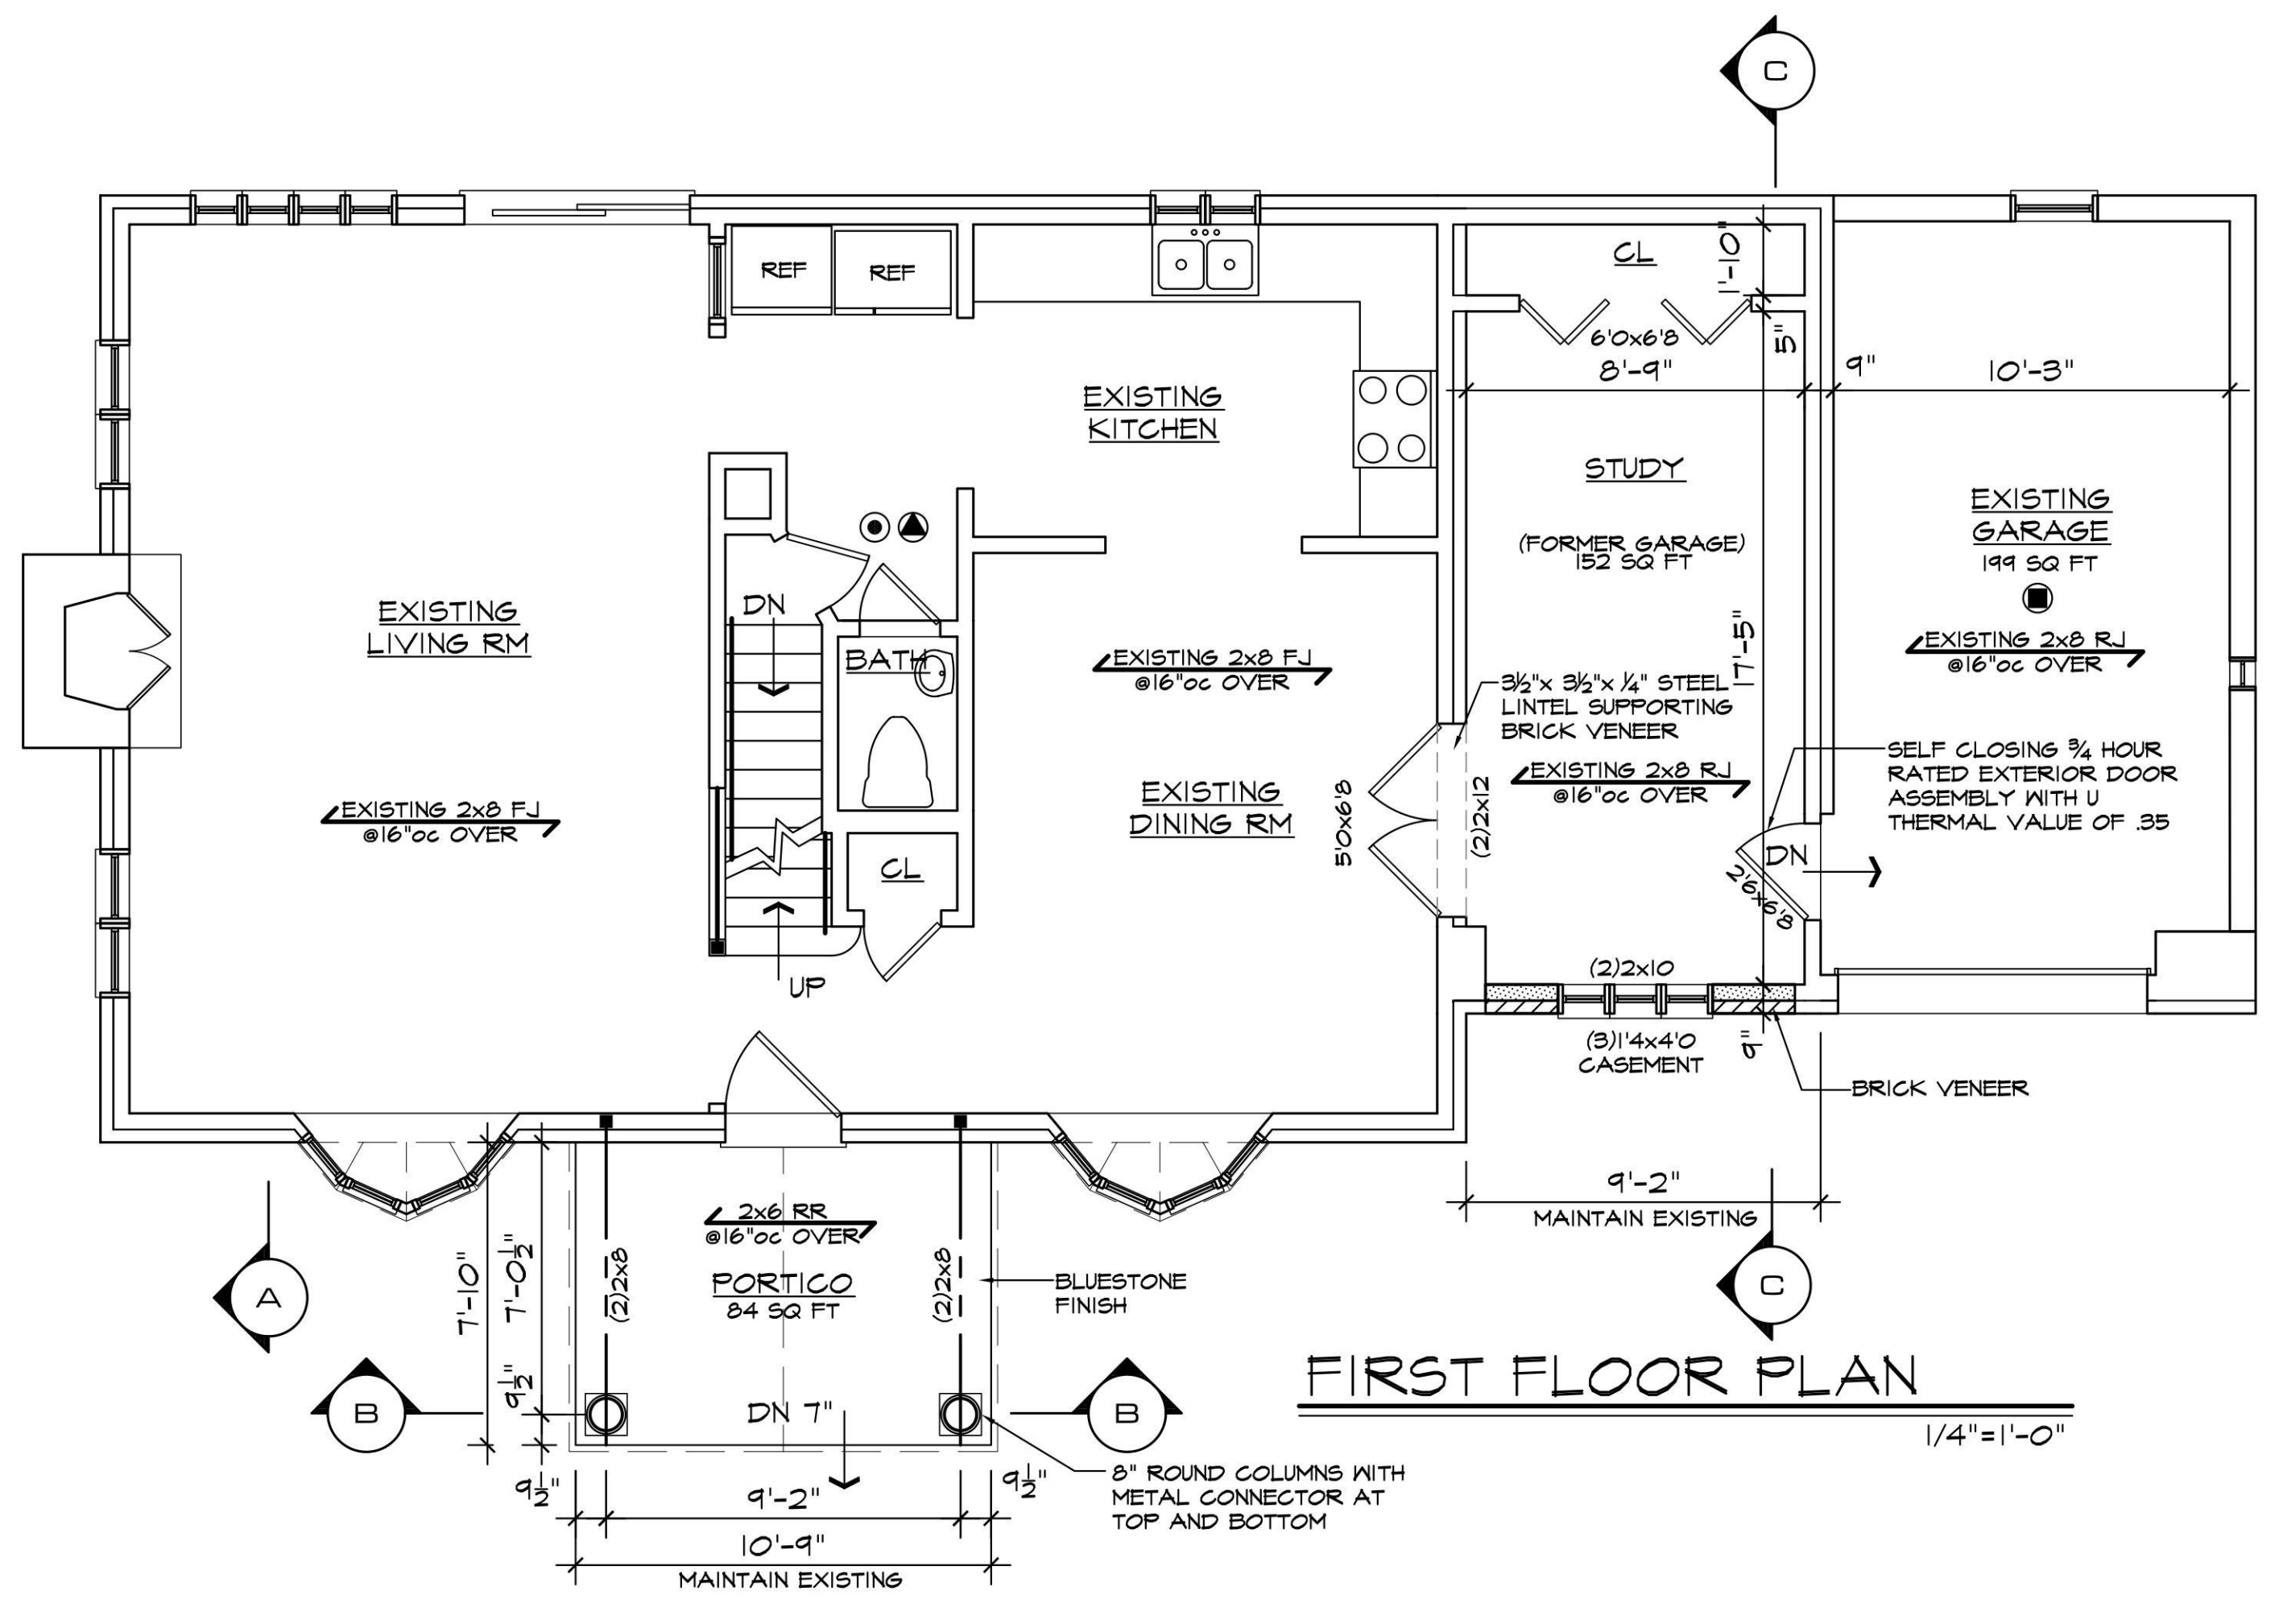 C
REF
REF
CL
1'-10"
6'0x6'8
5"
8'-9"
9"
10'-3"
EXISTING
KITCHEN
STUDY
(FORMER GARAGE)
152 SQ FT
EXISTING
GARAGE
199 SQ FT
EXISTING 2x8 RJ
@16"oc OVER
EXISTING
LIVING RM
DN
BATH
EXISTING 2x8 FJ
@16"oc OVER
17'-5"
3½"x 3½"x ¼" STEEL
LINTEL SUPPORTING
BRICK VENEER
EXISTING 2x8 RJ
@16"oc OVER
SELF CLOSING ¾ HOUR
RATED EXTERIOR DOOR
ASSEMBLY WITH U
THERMAL VALUE OF .35
EXISTING
DINING RM
5'0x6'8
(2)2x12
EXISTING 2x8 FJ
@16"oc OVER
CL
DN
2'6x6'8
UP
(2)2x10
(3)1'4x4'0
CASEMENT
9"
BRICK VENEER
9'-2"
MAINTAIN EXISTING
2x6 RR
@16"oc OVER
PORTICO
84 SQ FT
(2)2x8
(2)2x8
7'-10"
7'-0½"
9½"
BLUESTONE
FINISH
A
C
B
B
DN 7"
FIRST FLOOR PLAN
1/4"=1'-0"
9½"
9'-2"
9½"
8" ROUND COLUMNS WITH
METAL CONNECTOR AT
TOP AND BOTTOM
10'-9"
MAINTAIN EXISTING